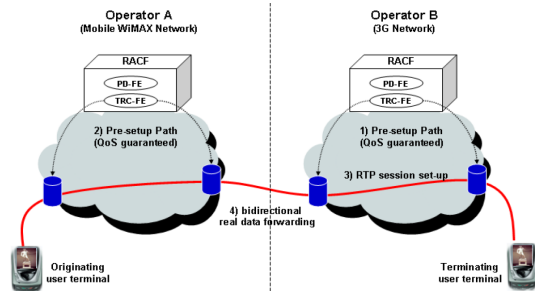 Operator A
(Mobile WiMAX Network)
Operator B
(3G Network)
RACF
PD-FE
TRC-FE
RACF
PD-FE
TRC-FE
2) Pre-setup Path
(QoS guaranteed)
1) Pre-setup Path
(QoS guaranteed)
3) RTP session set-up
4) bidirectional
real data forwarding
Originating
user terminal
Terminating
user terminal